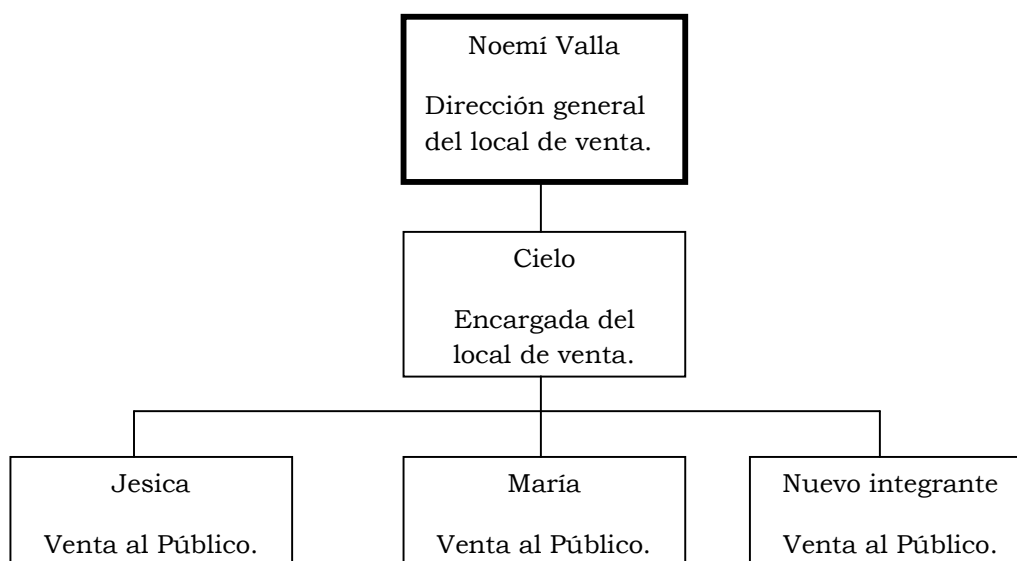 Noemí Valla
Dirección general
del local de venta.
Cielo
Encargada del
local de venta.
Jesica
Venta al Público.
María
Venta al Público.
Nuevo integrante
Venta al Público.